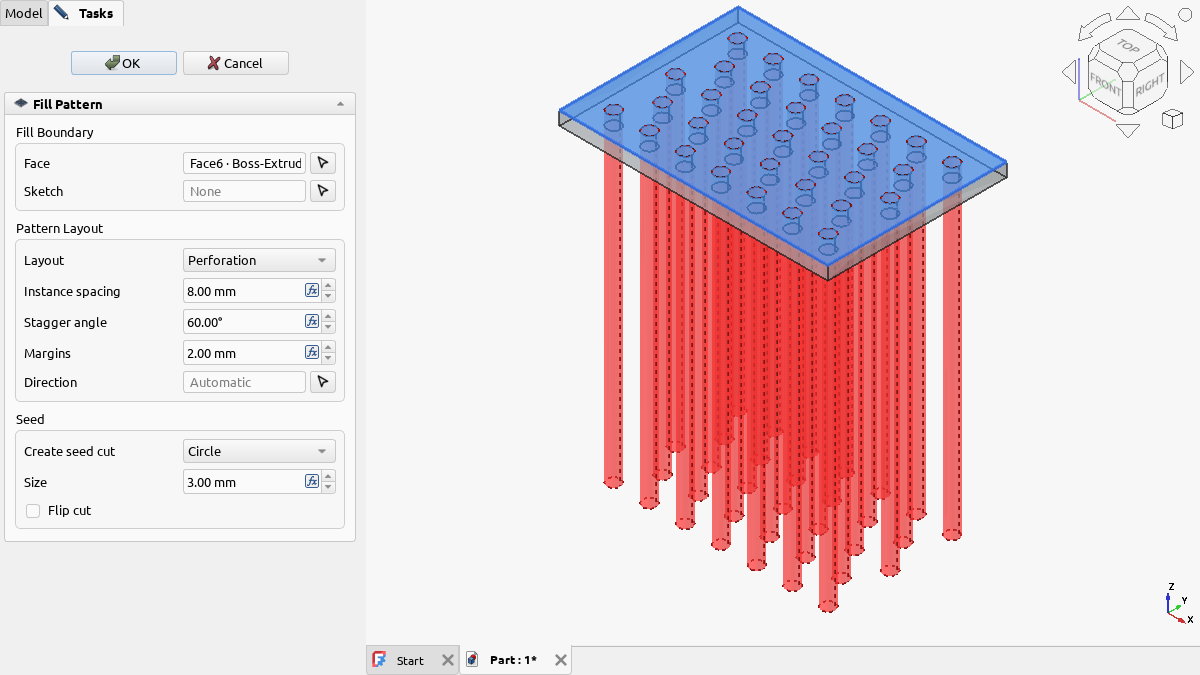 Model
Tasks
OK
Cancel
Fill Pattern
Fill Boundary
Face
Face6 · Boss-Extrud
Sketch
None
Pattern Layout
Layout
Perforation
Instance spacing
8.00 mm
Stagger angle
60.00°
Margins
2.00 mm
Direction
Automatic
Seed
Create seed cut
Circle
Size
3.00 mm
Flip cut
TOP
FRONT
RIGHT
Z
Y
X
Start
Part : 1*